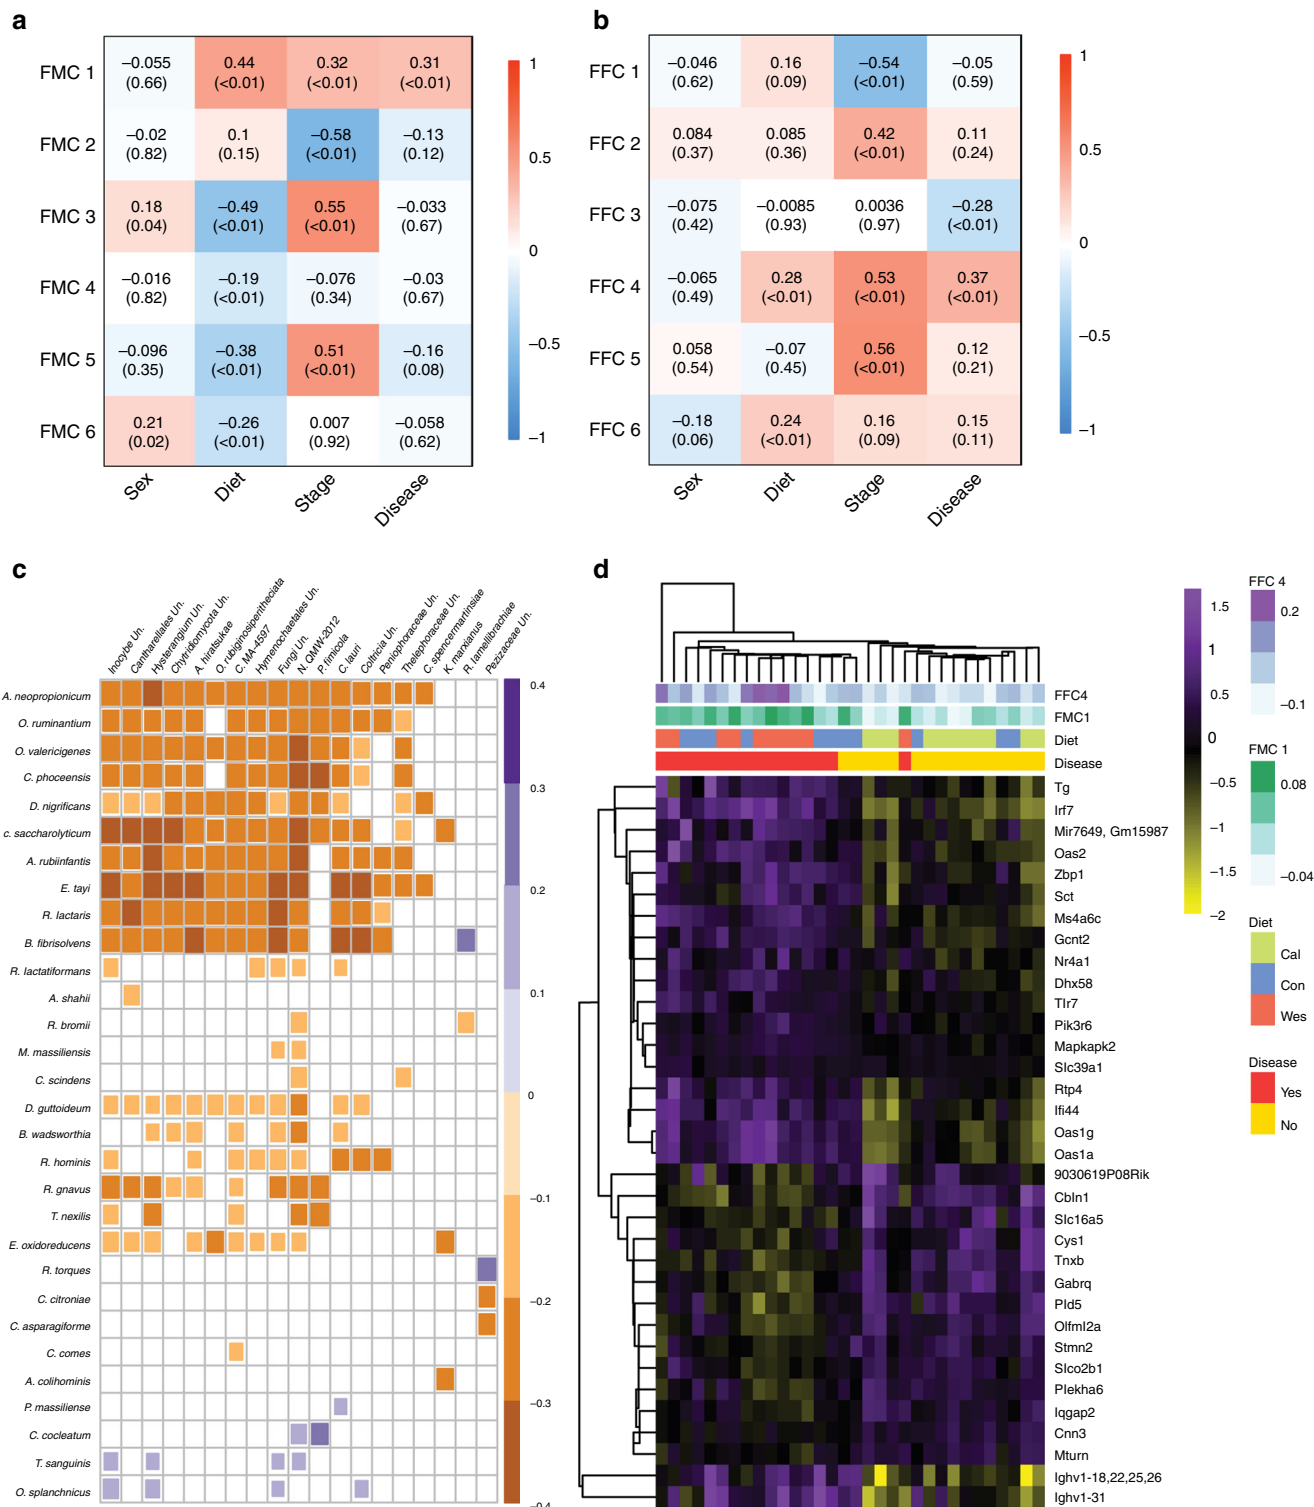 a
FMC 1 −0.055 0.44 0.32 0.31
(0.66) (<0.01) (<0.01) (<0.01)
FMC 2 −0.02 0.1 −0.58 −0.13
(0.82) (0.15) (<0.01) (0.12)
FMC 3 0.18 −0.49 0.55 −0.033
(0.04) (<0.01) (<0.01) (0.67)
FMC 4 −0.016 −0.19 −0.076 −0.03
(0.82) (<0.01) (0.34) (0.67)
FMC 5 −0.096 −0.38 0.51 −0.16
(0.35) (<0.01) (<0.01) (0.08)
FMC 6 0.21 −0.26 0.007 −0.058
(0.02) (<0.01) (0.92) (0.62)
Sex Diet Stage Disease
1
0.5
0
−0.5
−1
b
FFC 1 −0.046 0.16 −0.54 −0.05
(0.62) (0.09) (<0.01) (0.59)
FFC 2 0.084 0.085 0.42 0.11
(0.37) (0.36) (<0.01) (0.24)
FFC 3 −0.075 −0.0085 0.0036 −0.28
(0.42) (0.93) (0.97) (<0.01)
FFC 4 −0.065 0.28 0.53 0.37
(0.49) (<0.01) (<0.01) (<0.01)
FFC 5 0.058 −0.07 0.56 0.12
(0.54) (0.45) (<0.01) (0.21)
FFC 6 −0.18 0.24 0.16 0.15
(0.06) (<0.01) (0.09) (0.11)
Sex Diet Stage Disease
1
0.5
0
−0.5
−1
c
Inocybe Un.
Cantharellales Un.
Hysterangium Un.
Chytridiomycota Un.
A. hiratsukae
O. rubiginosiperitheciata
C. MA-4597
Hymenochaetales Un.
Fungi Un.
N. QMW-2012
P. fimicola
C. lauri
Coltricia Un.
Peniophoraceae Un.
Thelephoraceae Un.
C. spencermartinsiae
K. marxianus
R. lamellibrachiae
Pezizaceae Un.
A. neopropionicum
O. ruminantium
O. valericigenes
C. phoceensis
D. nigrificans
c. saccharolyticum
A. rubiinfantis
E. tayi
R. lactaris
B. fibrisolvens
R. lactatiformans
A. shahii
R. bromii
M. massiliensis
C. scindens
D. guttoideum
B. wadsworthia
R. hominis
R. gnavus
T. nexilis
E. oxidoreducens
R. torques
C. citroniae
C. asparagiforme
C. comes
A. colihominis
P. massiliense
C. cocleatum
T. sanguinis
O. splanchnicus
0.4
0.3
0.2
0.1
0
−0.1
−0.2
−0.3
−0.4
d
FFC4
FMC1
Diet
Disease
Tg
Irf7
Mir7649, Gm15987
Oas2
Zbp1
Sct
Ms4a6c
Gcnt2
Nr4a1
Dhx58
Tlr7
Pik3r6
Mapkapk2
Slc39a1
Rtp4
Ifi44
Oas1g
Oas1a
9030619P08Rik
Cbln1
Slc16a5
Cys1
Tnxb
Gabrq
Pld5
Olfml2a
Stmn2
Slco2b1
Plekha6
Iqgap2
Cnn3
Mturn
Ighv1-18,22,25,26
Ighv1-31
1.5
1
0.5
0
−0.5
−1
−1.5
−2
FFC 4
0.2
−0.1
FMC 1
0.08
−0.04
Diet
Cal
Con
Wes
Disease
Yes
No